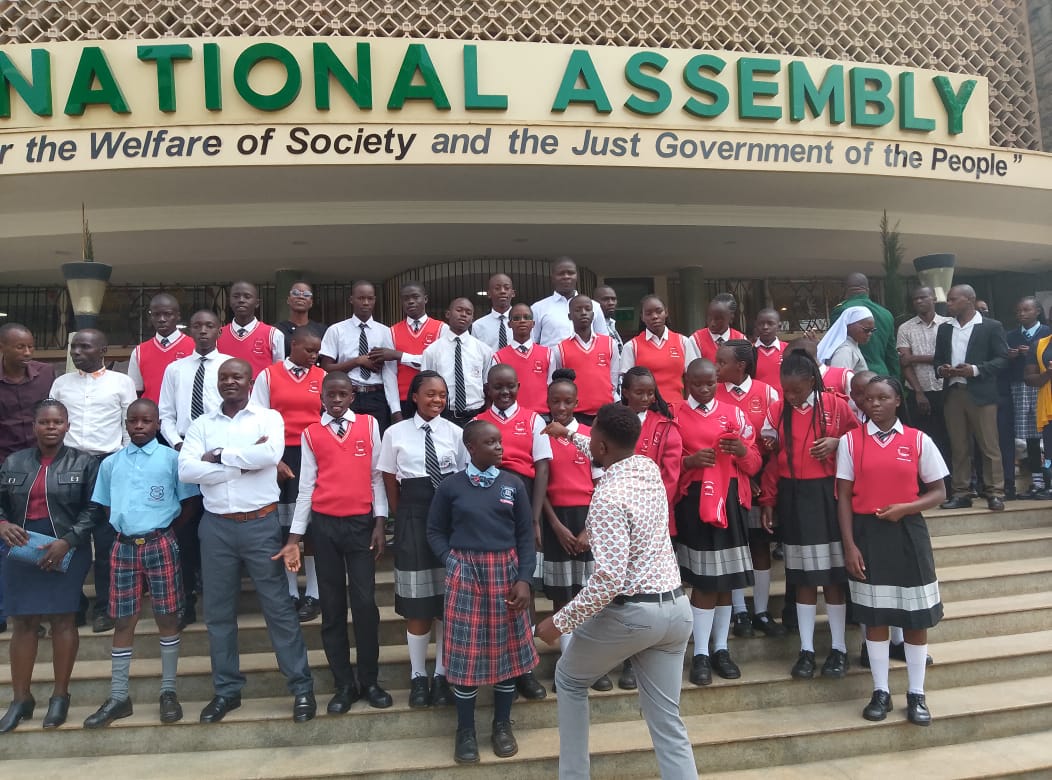 NATIONAL ASSEMBLY
the Welfare of Society and the Just Government of the People”